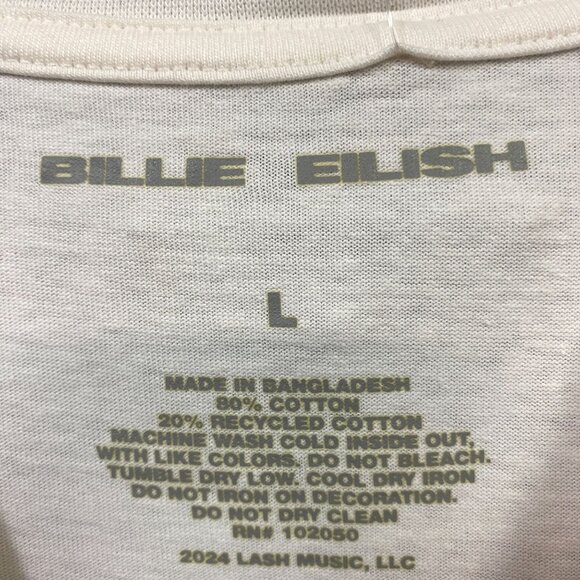 BILLIE EILISH
L
MADE IN BANGLADESH
80% COTTON
20% RECYCLED COTTON
MACHINE WASH COLD INSIDE OUT.
WITH LIKE COLORS. DO NOT BLEACH.
TUMBLE DRY LOW. COOL DRY IRON
DO NOT IRON ON DECORATION.
DO NOT DRY CLEAN
RN# 102050
2024 LASH MUSIC, LLC